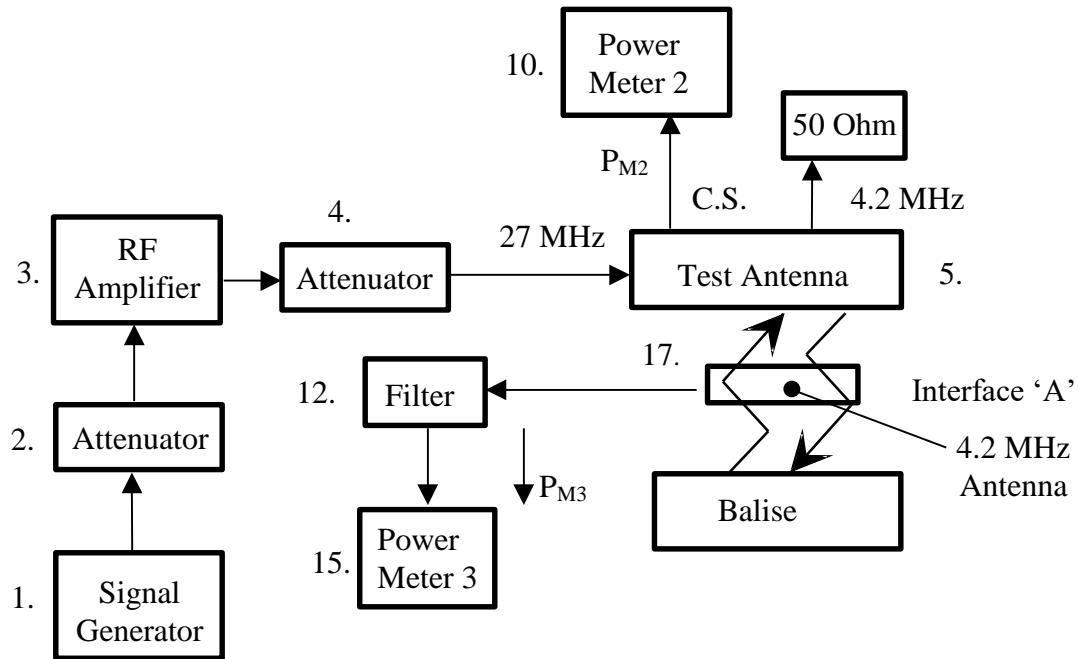 10.
Power
Meter 2
50 Ohm
P_M2
C.S.
4.2 MHz
4.
3.
RF
Amplifier
Attenuator
27 MHz
Test Antenna
5.
17.
12.
Filter
Interface ‘A’
2.
Attenuator
4.2 MHz
Antenna
P_M3
Balise
15.
Power
Meter 3
1.
Signal
Generator